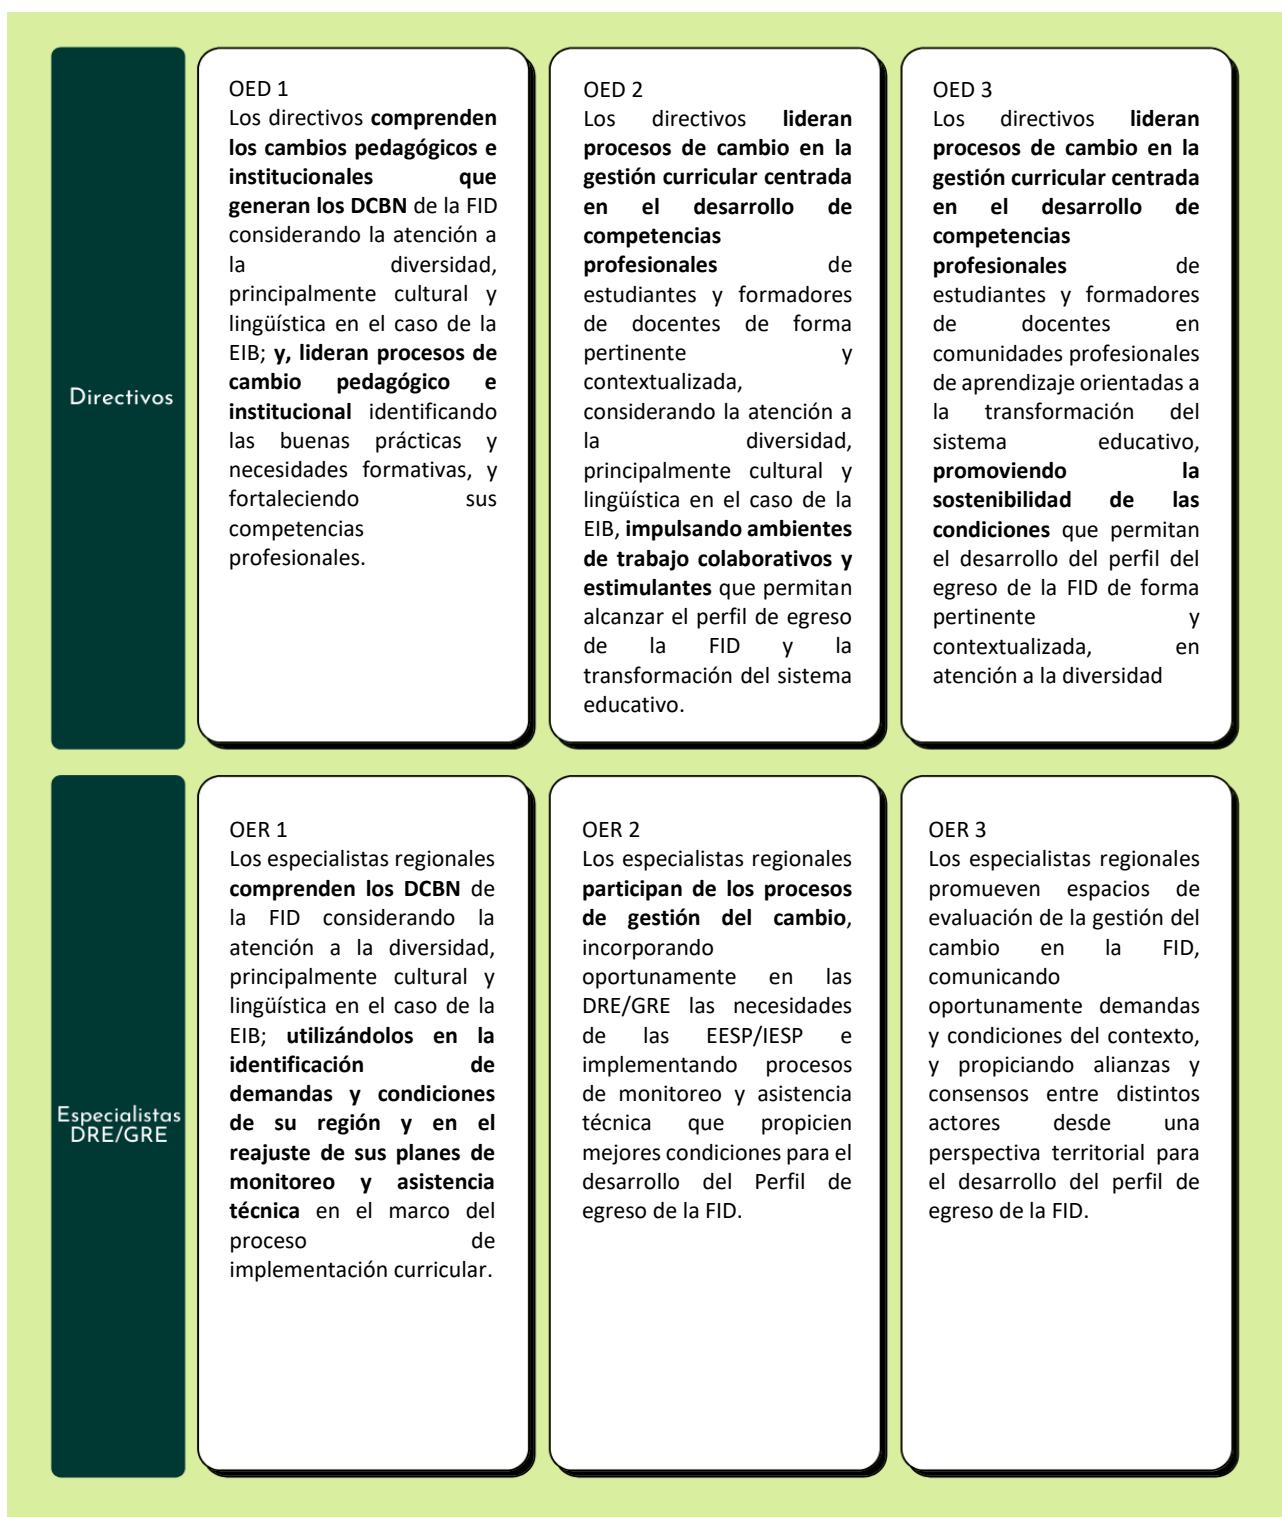 Directivos
OED 1
Los directivos comprenden
los cambios pedagógicos e
institucionales que
generan los DCBN de la FID
considerando la atención a
la diversidad,
principalmente cultural y
lingüística en el caso de la
EIB; y, lideran procesos de
cambio pedagógico e
institucional identificando
las buenas prácticas y
necesidades formativas, y
fortaleciendo sus
competencias
profesionales.
OED 2
Los directivos lideran
procesos de cambio en la
gestión curricular centrada
en el desarrollo de
competencias
profesionales de
estudiantes y formadores
de docentes de forma
pertinente y
contextualizada,
considerando la atención a
la diversidad,
principalmente cultural y
lingüística en el caso de la
EIB, impulsando ambientes
de trabajo colaborativos y
estimulantes que permitan
alcanzar el perfil de egreso
de la FID y la
transformación del sistema
educativo.
OED 3
Los directivos lideran
procesos de cambio en la
gestión curricular centrada
en el desarrollo de
competencias
profesionales de
estudiantes y formadores
de docentes en
comunidades profesionales
de aprendizaje orientadas a
la transformación del
sistema educativo,
promoviendo la
sostenibilidad de las
condiciones que permitan
el desarrollo del perfil del
egreso de la FID de forma
pertinente y
contextualizada, en
atención a la diversidad
Especialistas
DRE/GRE
OER 1
Los especialistas regionales
comprenden los DCBN de
la FID considerando la
atención a la diversidad,
principalmente cultural y
lingüística en el caso de la
EIB; utilizándolos en la
identificación de
demandas y condiciones
de su región y en el
reajuste de sus planes de
monitoreo y asistencia
técnica en el marco del
proceso de
implementación curricular.
OER 2
Los especialistas regionales
participan de los procesos
de gestión del cambio,
incorporando
oportunamente en las
DRE/GRE las necesidades
de las EESP/IESP e
implementando procesos
de monitoreo y asistencia
técnica que propicien
mejores condiciones para el
desarrollo del Perfil de
egreso de la FID.
OER 3
Los especialistas regionales
promueven espacios de
evaluación de la gestión del
cambio en la FID,
comunicando
oportunamente demandas
y condiciones del contexto,
y propiciando alianzas y
consensos entre distintos
actores desde una
perspectiva territorial para
el desarrollo del perfil de
egreso de la FID.